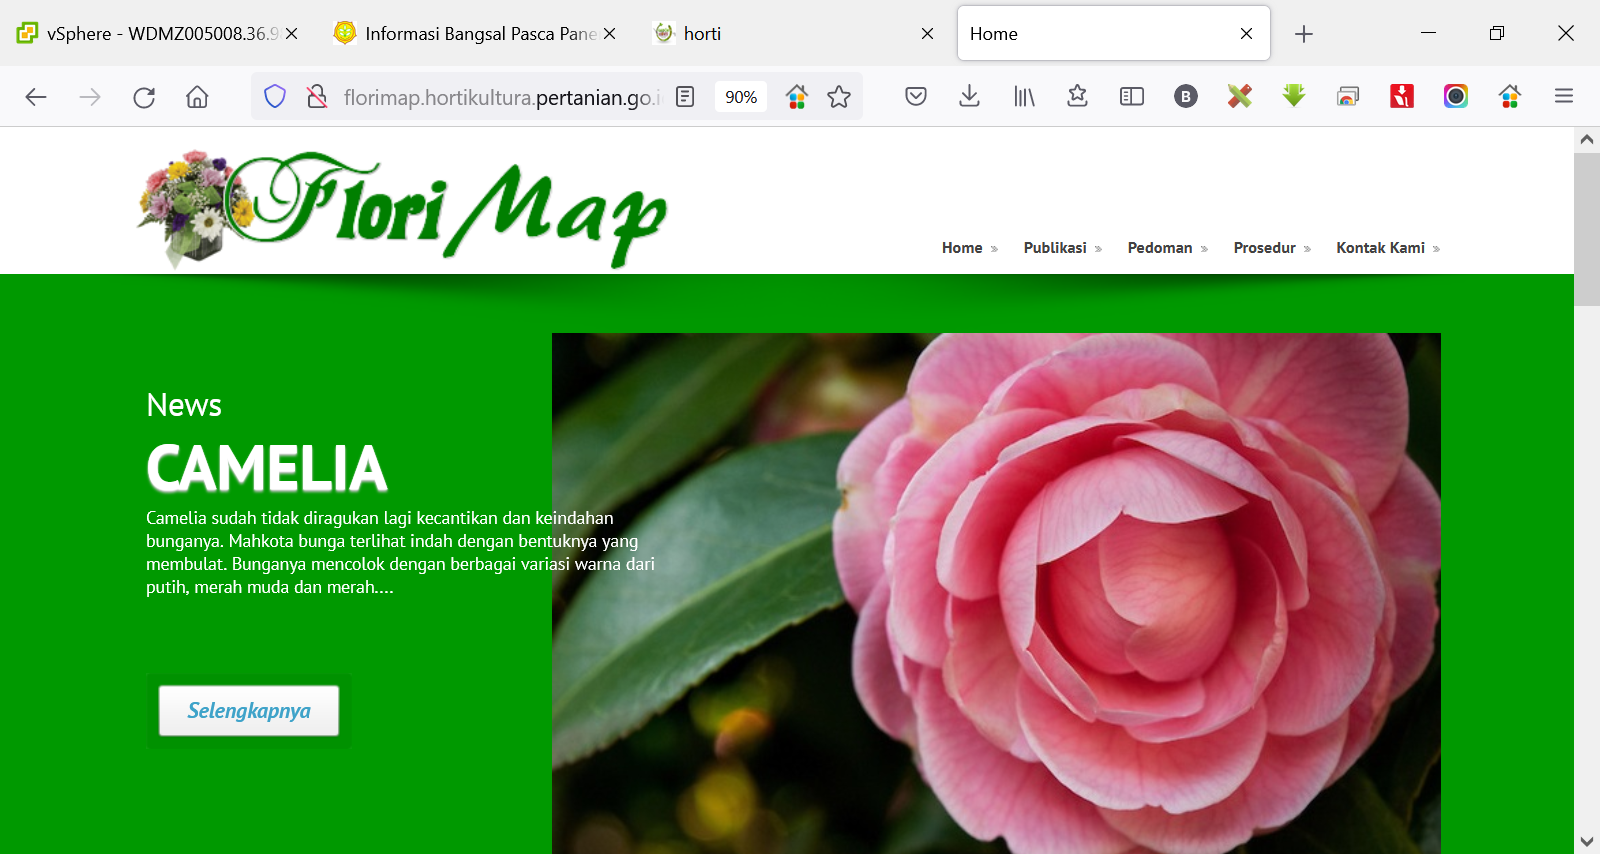 vSphere - WDMZ005008.36.9
Informasi Bangsal Pasca Pane
horti
Home
florimap.hortikultura.pertanian.go.i
90%
B
Flori Map
Home » Publikasi » Pedoman » Prosedur » Kontak Kami »
News
CAMELIA
Camelia sudah tidak diragukan lagi kecantikan dan keindahan
bunganya. Mahkota bunga terlihat indah dengan bentuknya yang
membulat. Bunganya mencolok dengan berbagai variasi warna dari
putih, merah muda dan merah....
Selengkapnya